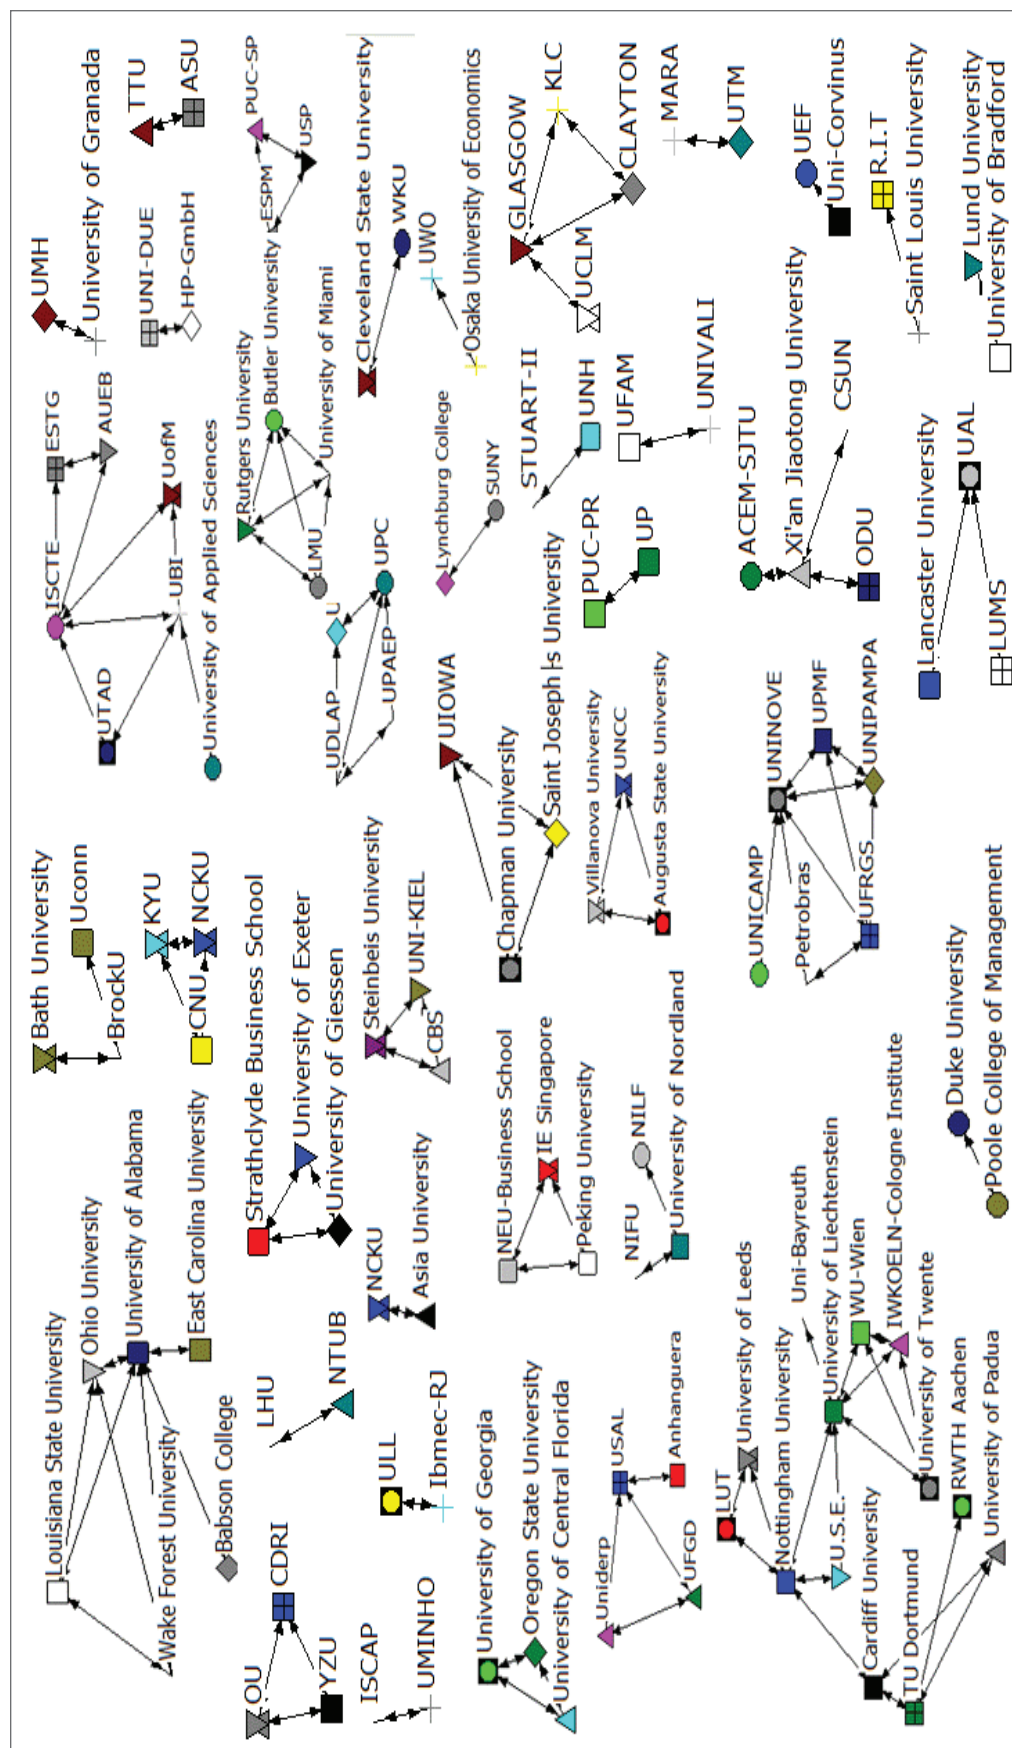 Louisiana State University
Ohio University
University of Alabama
East Carolina University
Wake Forest University
Babson College
Bath University
Uconn
BrockU
KYU
NCKU
CNU
UTAD
ISCTE
ESTG
AUEB
UofM
UBI
University of Applied Sciences
UMH
University of Granada
UNI-DUE
HP-GmbH
TTU
ASU
OU
CDRI
YZU
LHU
NTUB
Strathclyde Business School
University of Exeter
University of Giessen
UDLAP
U
UPC
UPAEP
Rutgers University
Butler University
University of Miami
LMU
PUC-SP
ESPM
USP
ISCAP
UMINHO
ULL
Ibmec-RJ
NCKU
Asia University
Steinbeis University
UNI-KIEL
CBS
Lynchburg College
SUNY
Cleveland State University
WKU
UWO
Osaka University of Economics
University of Georgia
Oregon State University
University of Central Florida
NEU-Business School
IE Singapore
Peking University
Chapman University
UIOWA
Saint Joseph├s University
STUART-II
UNH
GLASGOW
KLC
CLAYTON
UCLM
Uniderp
USAL
Anhanguera
UFGD
NIFU
NILF
University of Nordland
Villanova University
UNCC
Augusta State University
PUC-PR
UP
UFAM
UNIVALI
MARA
UTM
LUT
University of Leeds
Nottingham University
U.S.E.
Cardiff University
TU Dortmund
Uni-Bayreuth
University of Liechtenstein
WU-Wien
IWKOELN-Cologne Institute
University of Twente
RWTH Aachen
University of Padua
UNICAMP
Petrobras
UFRGS
UNINOVE
UPMF
UNIPAMPA
ACEM-SJTU
Xi'an Jiaotong University
CSUN
ODU
UEF
Uni-Corvinus
R.I.T
Saint Louis University
Duke University
Poole College of Management
Lancaster University
UAL
LUMS
Lund University
University of Bradford